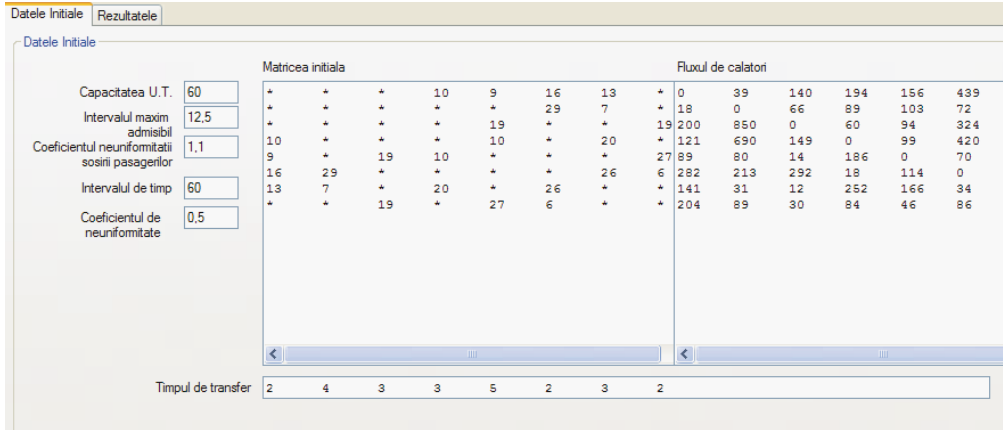 Datele Initiale Rezultatele
Datele Initiale
Matricea initiala Fluxul de calatori
Capacitatea U.T. 60
Intervalul maxim admisibil 12,5
Coeficientul neuniformitatii sosirii pasagerilor 1,1
Intervalul de timp 60
Coeficientul de neuniformitate 0,5
* * * 10 9 16 13 * 0 39 140 194 156 439
* * * * * 29 7 * 18 0 66 89 103 72
* * * * 19 * * 19 200 850 0 60 94 324
10 * * * 10 * 20 * 121 690 149 0 99 420
9 * 19 10 * * * 27 89 80 14 186 0 70
16 29 * * * * 26 6 282 213 292 18 114 0
13 7 * 20 * 26 * * 141 31 12 252 166 34
* * 19 * 27 6 * * 204 89 30 84 46 86
Timpul de transfer 2 4 3 3 5 2 3 2